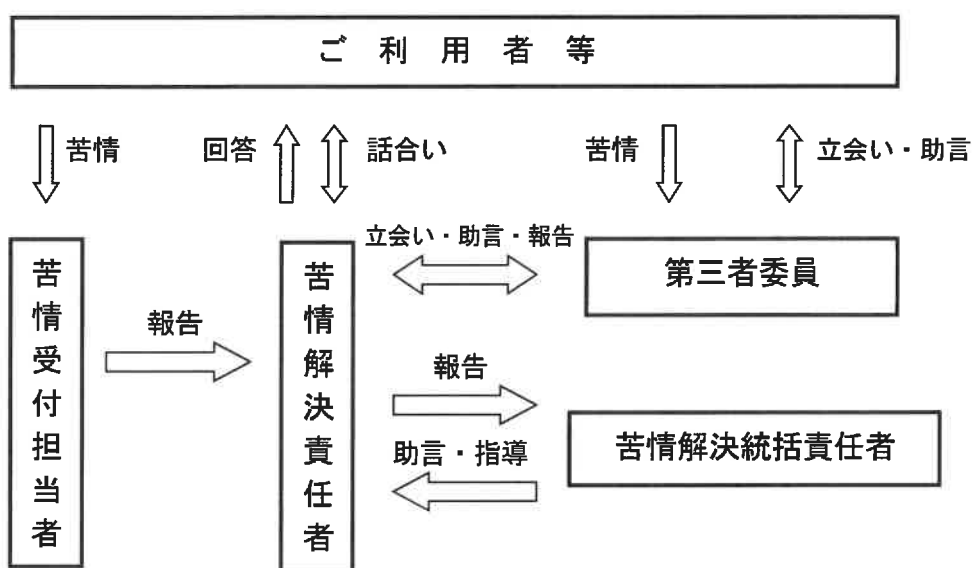 ご利用者等
苦情
回答
話合い
苦情
立会い・助言
苦情受付担当者
報告
苦情解決責任者
立会い・助言・報告
第三者委員
報告
助言・指導
苦情解決統括責任者